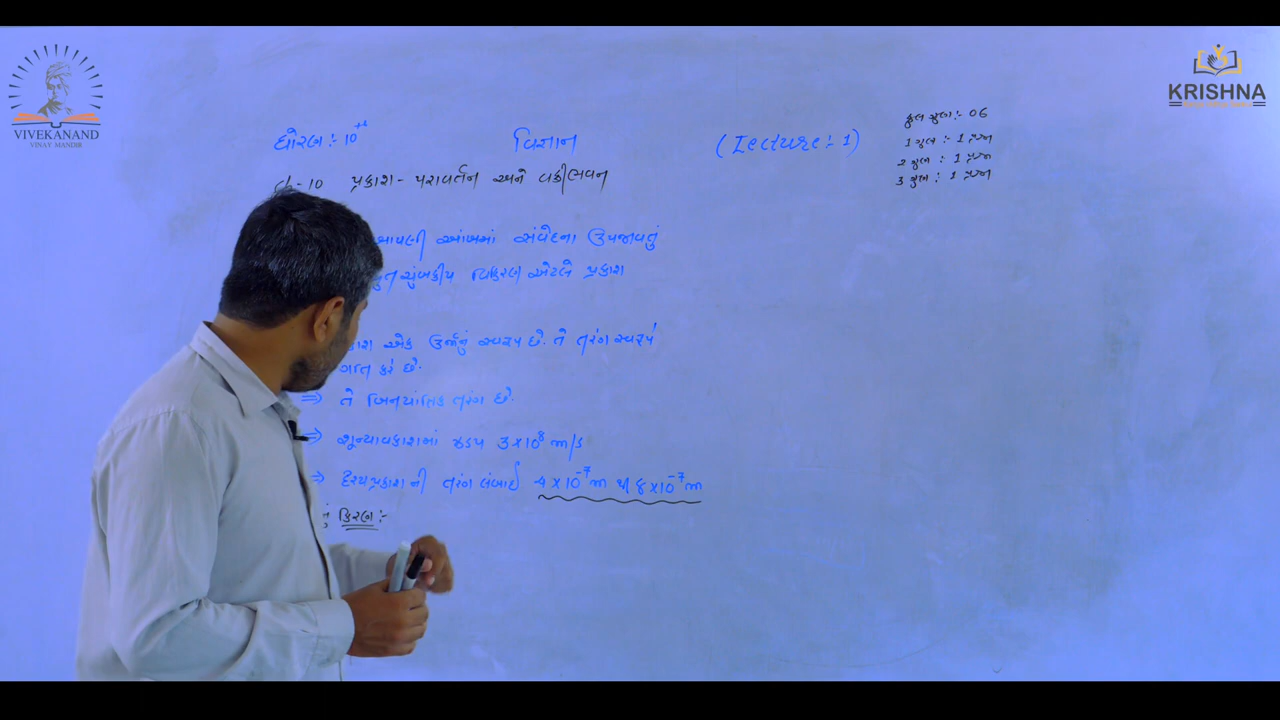 VIVEKANAND
VINAY MANDIR
KRISHNA
ધોરણ :- 10th
વિજ્ઞાન
(Lecture :- 1)
કુલ ગુણ :- 06
1 ગુણ : 1 પ્રશ્ન
2 ગુણ : 1 પ્રશ્ન
3 ગુણ : 1 પ્રશ્ન
10 પ્રકાશ - પરાવર્તન અને વક્રીભવન
આપણી આંખમાં સંવેદના ઉપજાવતું
ચુંબકીય વિકિરણ એટલે પ્રકાશ
એક ઉર્જાનું સ્વરૂપ છે. તે તરંગ સ્વરૂપે
ગતિ કરે છે.
⇒ તે બિનયાંત્રિક તરંગ છે.
⇒ શૂન્યાવકાશમાં ઝડપ 3×10⁸ m/s
⇒ દૃશ્યપ્રકાશની તરંગ લંબાઈ 4×10⁻⁷m થી 8×10⁻⁷m
કિરણ :-